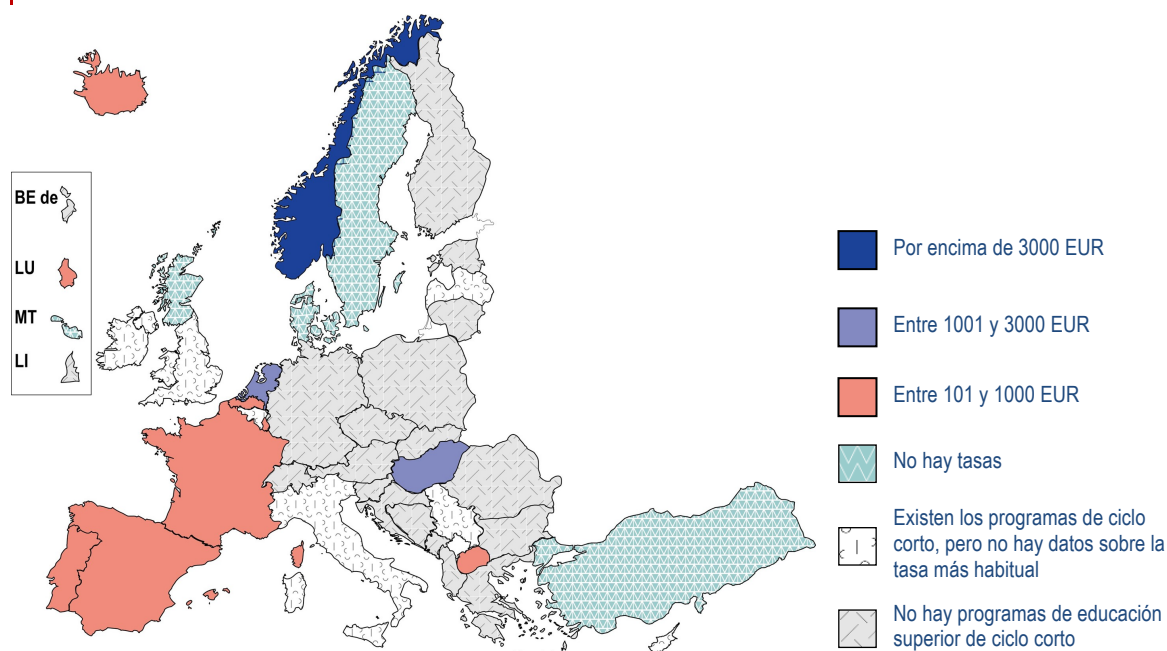 BE de
LU
MT
LI
Por encima de 3000 EUR
Entre 1001 y 3000 EUR
Entre 101 y 1000 EUR
No hay tasas
Existen los programas de ciclo
corto, pero no hay datos sobre la
tasa más habitual
No hay programas de educación
superior de ciclo corto